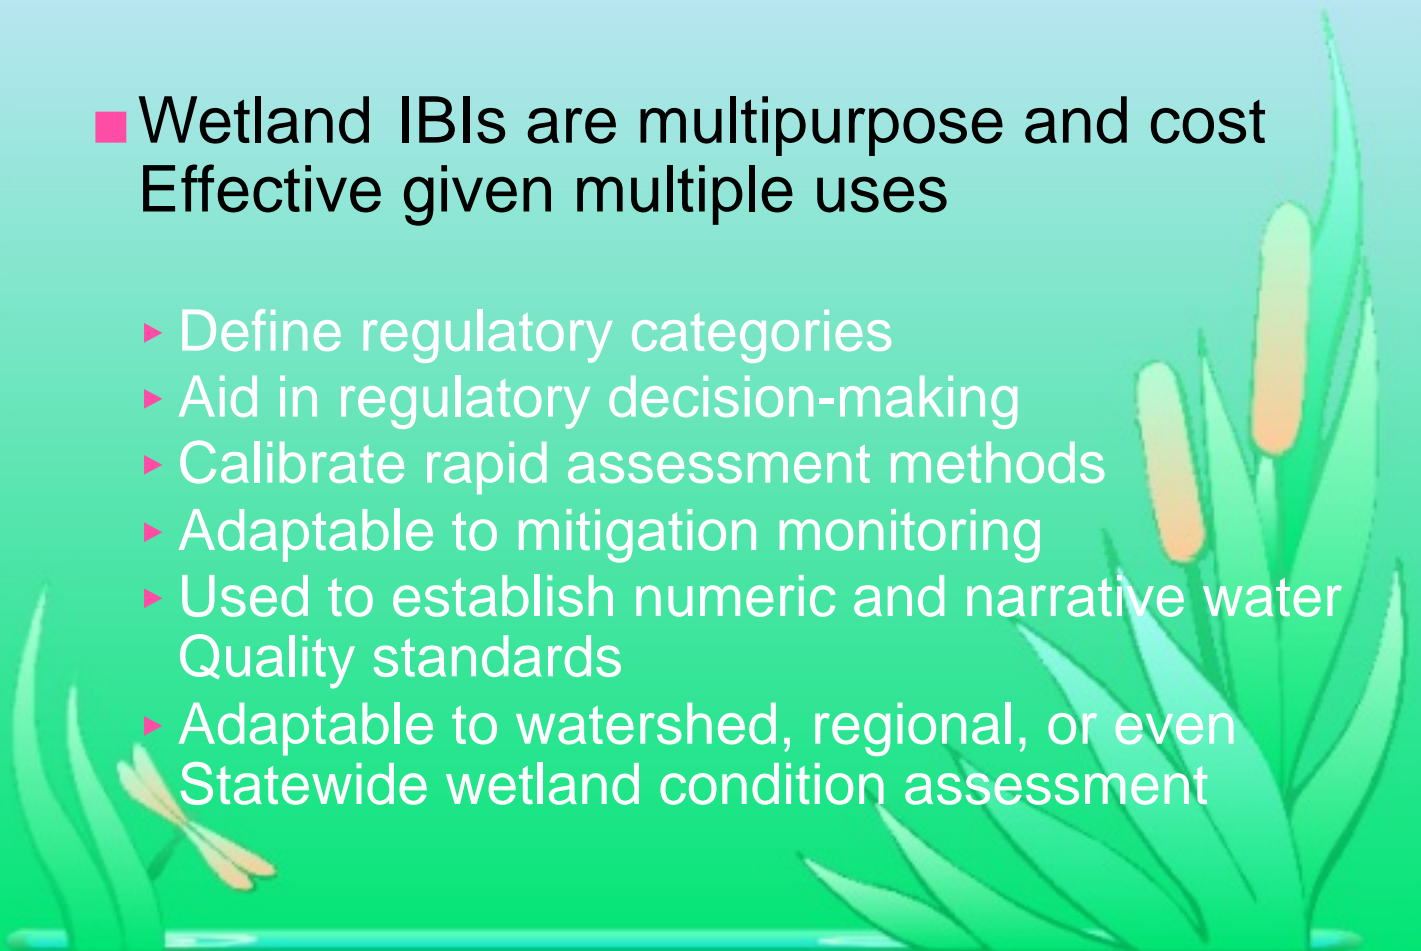 ■ Wetland IBIs are multipurpose and cost
Effective given multiple uses
▸ Define regulatory categories
▸ Aid in regulatory decision-making
▸ Calibrate rapid assessment methods
▸ Adaptable to mitigation monitoring
▸ Used to establish numeric and narrative water
Quality standards
▸ Adaptable to watershed, regional, or even
Statewide wetland condition assessment